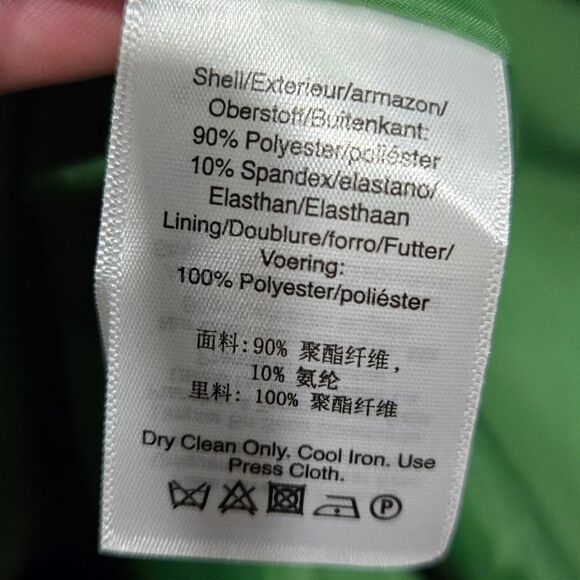 Shell/Exterieur/armazon/
Oberstoff/Buitenkant:
90% Polyester/poliéster
10% Spandex/elastano/
Elasthan/Elasthaan
Lining/Doublure/forro/Futter/
Voering:
100% Polyester/poliéster
面料:90% 聚酯纤维,
10% 氨纶
里料: 100% 聚酯纤维
Dry Clean Only. Cool Iron. Use
Press Cloth.
P